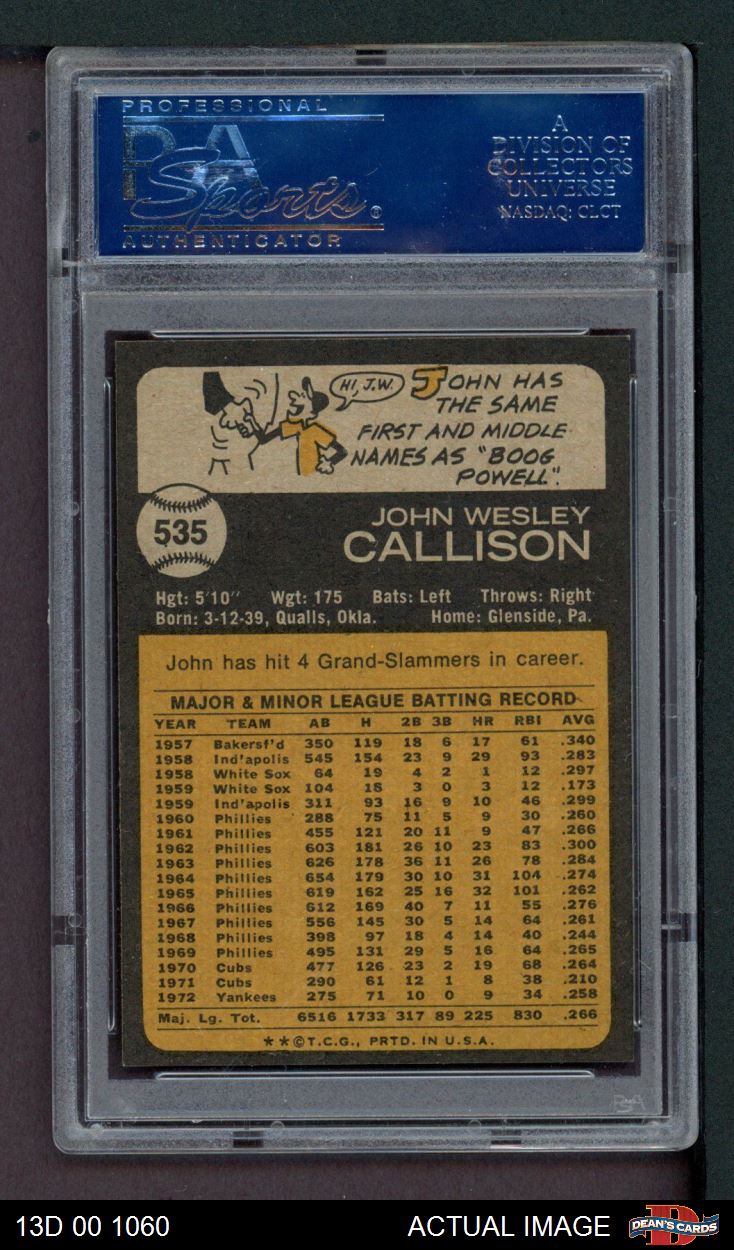 PROFESSIONAL
PSA
Sports®
AUTHENTICATOR
A
DIVISION OF
COLLECTORS
UNIVERSE
NASDAQ: CLCT
HI, J.W.
JOHN HAS
THE SAME
FIRST AND MIDDLE
NAMES AS "BOOG
POWELL".
535
JOHN WESLEY
CALLISON
Hgt: 5'10" Wgt: 175 Bats: Left Throws: Right
Born: 3-12-39, Qualls, Okla. Home: Glenside, Pa.
John has hit 4 Grand-Slammers in career.
MAJOR & MINOR LEAGUE BATTING RECORD
YEAR TEAM AB H 2B 3B HR RBI AVG
1957 Bakersf'd 350 119 18 6 17 61 .340
1958 Ind'apolis 545 154 23 9 29 93 .283
1958 White Sox 64 19 4 2 1 12 .297
1959 White Sox 104 18 3 0 3 12 .173
1959 Ind'apolis 311 93 16 9 10 46 .299
1960 Phillies 288 75 11 5 9 30 .260
1961 Phillies 455 121 20 11 9 47 .266
1962 Phillies 603 181 26 10 23 83 .300
1963 Phillies 626 178 36 11 26 78 .284
1964 Phillies 654 179 30 10 31 104 .274
1965 Phillies 619 162 25 16 32 101 .262
1966 Phillies 612 169 40 7 11 55 .276
1967 Phillies 556 145 30 5 14 64 .261
1968 Phillies 398 97 18 4 14 40 .244
1969 Phillies 495 131 29 5 16 64 .265
1970 Cubs 477 126 23 2 19 68 .264
1971 Cubs 290 61 12 1 8 38 .210
1972 Yankees 275 71 10 0 9 34 .258
Maj. Lg. Tot. 6516 1733 317 89 225 830 .266
**©T.C.G., PRTD. IN U.S.A.
PSA
13D 00 1060 ACTUAL IMAGE
DEAN'S CARDS